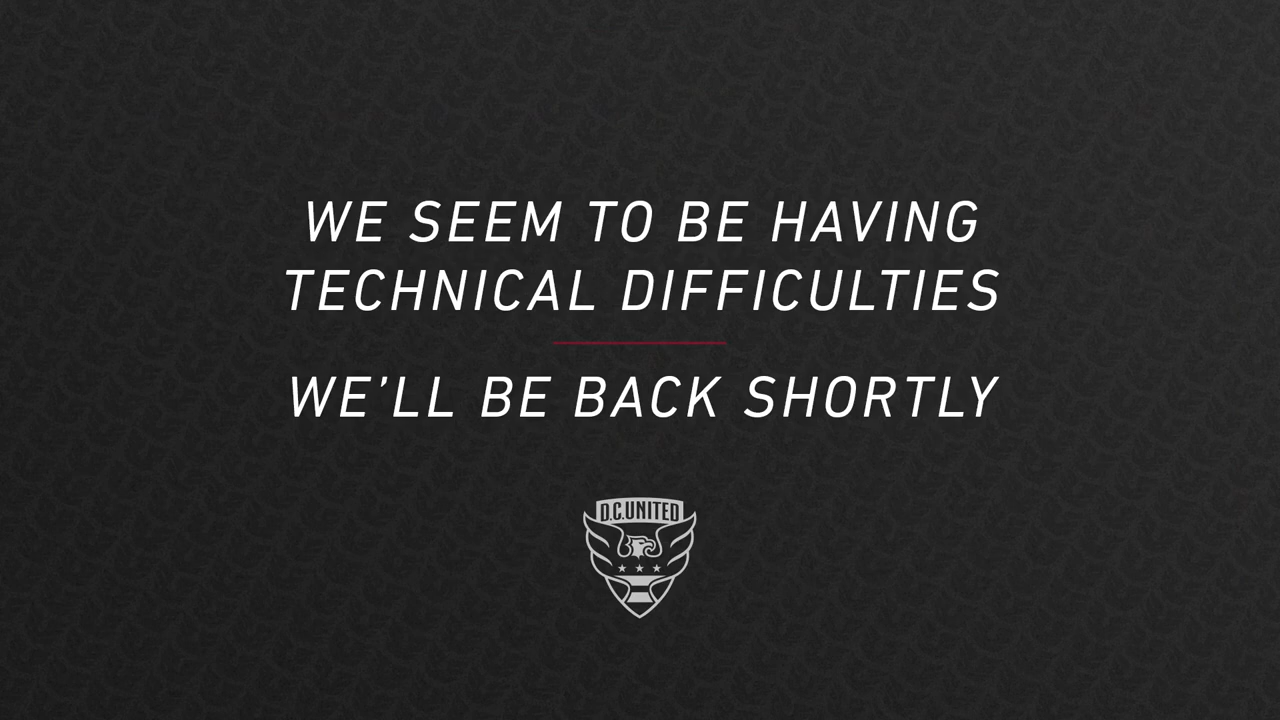 WE SEEM TO BE HAVING
TECHNICAL DIFFICULTIES
WE'LL BE BACK SHORTLY
D.C.UNITED